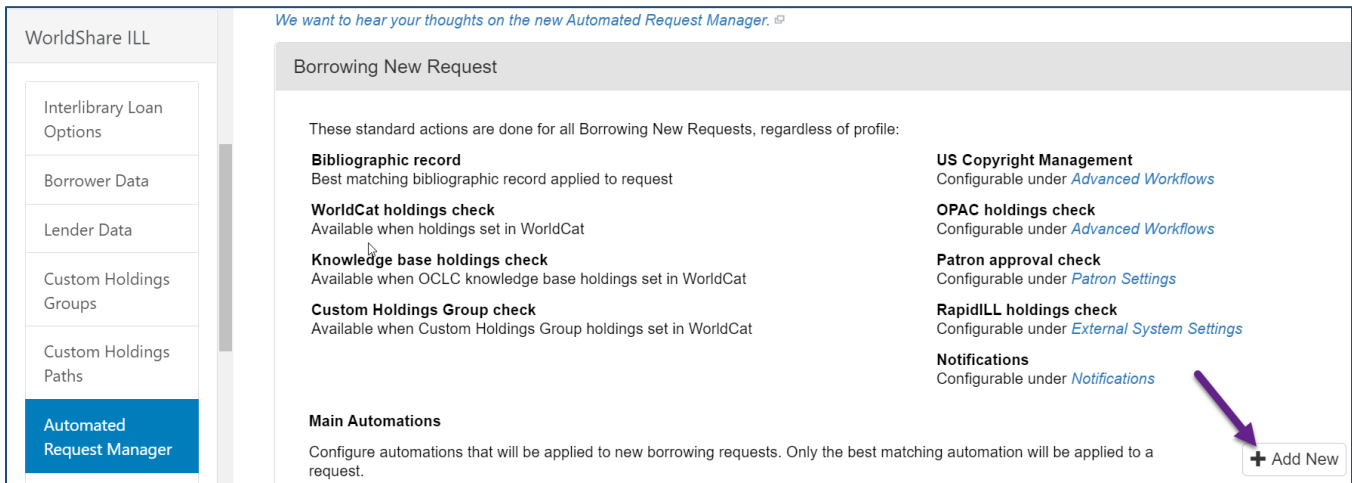 WorldShare ILL
Interlibrary Loan
Options
Borrower Data
Lender Data
Custom Holdings
Groups
Custom Holdings
Paths
Automated
Request Manager
We want to hear your thoughts on the new Automated Request Manager.
Borrowing New Request
These standard actions are done for all Borrowing New Requests, regardless of profile:
Bibliographic record
Best matching bibliographic record applied to request
WorldCat holdings check
Available when holdings set in WorldCat
Knowledge base holdings check
Available when OCLC knowledge base holdings set in WorldCat
Custom Holdings Group check
Available when Custom Holdings Group holdings set in WorldCat
US Copyright Management
Configurable under Advanced Workflows
OPAC holdings check
Configurable under Advanced Workflows
Patron approval check
Configurable under Patron Settings
RapidILL holdings check
Configurable under External System Settings
Notifications
Configurable under Notifications
Main Automations
Configure automations that will be applied to new borrowing requests. Only the best matching automation will be applied to a
request.
+ Add New